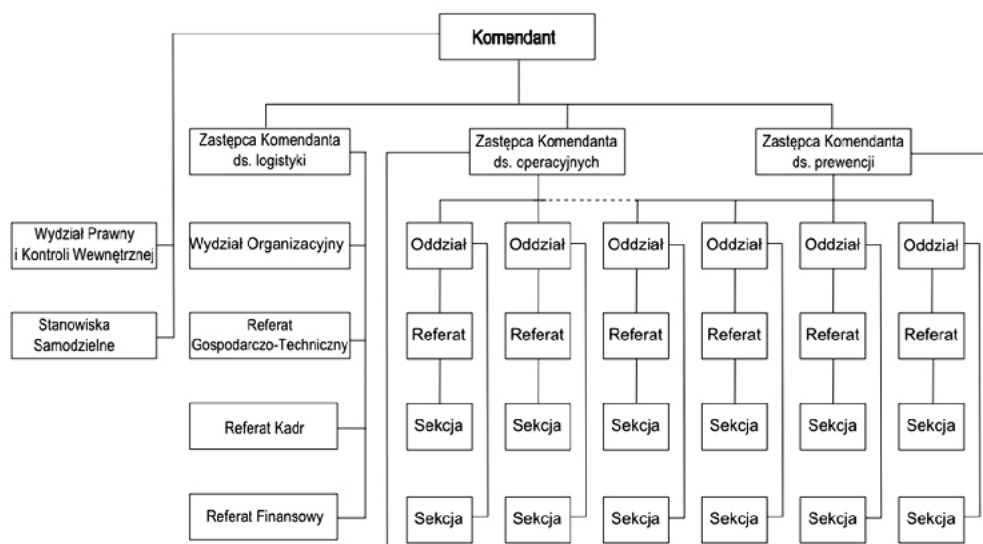 Komendant
Zastępca Komendanta
ds. logistyki
Zastępca Komendanta
ds. operacyjnych
Zastępca Komendanta
ds. prewencji
Wydział Prawny
i Kontroli Wewnętrznej
Wydział Organizacyjny
Oddział
Oddział
Oddział
Oddział
Oddział
Oddział
Stanowiska
Samodzielne
Referat
Gospodarczo-Techniczny
Referat
Referat
Referat
Referat
Referat
Referat
Referat Kadr
Sekcja
Sekcja
Sekcja
Sekcja
Sekcja
Sekcja
Referat Finansowy
Sekcja
Sekcja
Sekcja
Sekcja
Sekcja
Sekcja